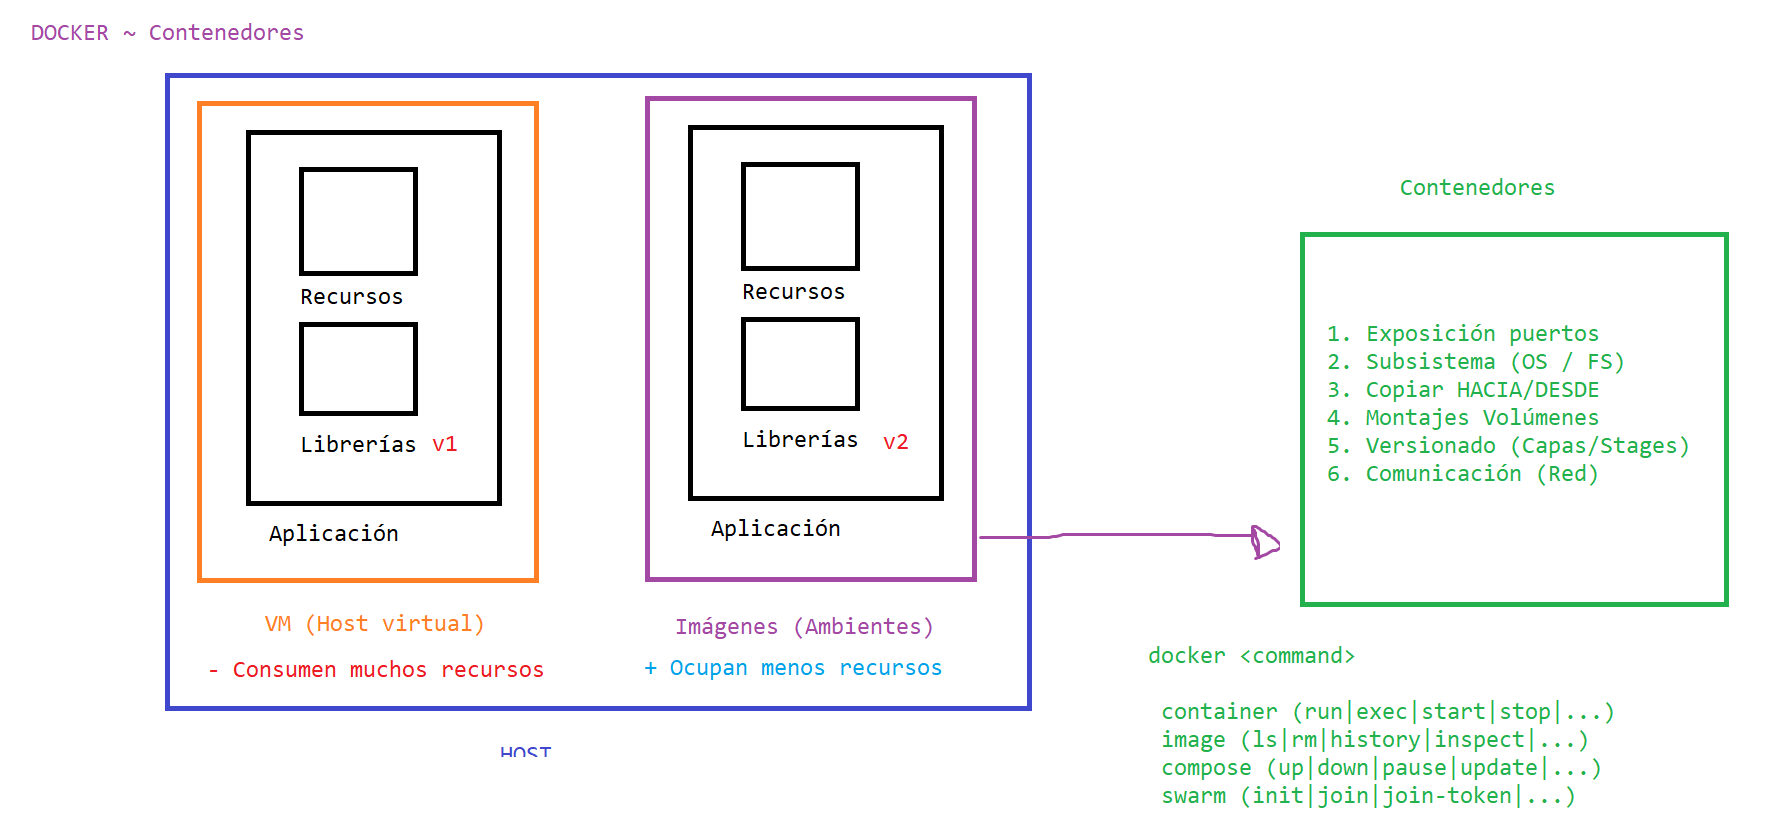 DOCKER ~ Contenedores
Recursos
Librerías v1
Aplicación
VM (Host virtual)
- Consumen muchos recursos
Recursos
Librerías v2
Aplicación
Imágenes (Ambientes)
+ Ocupan menos recursos
HOST
Contenedores
1. Exposición puertos
2. Subsistema (OS / FS)
3. Copiar HACIA/DESDE
4. Montajes Volúmenes
5. Versionado (Capas/Stages)
6. Comunicación (Red)
docker <command>
container (run|exec|start|stop|...)
image (ls|rm|history|inspect|...)
compose (up|down|pause|update|...)
swarm (init|join|join-token|...)